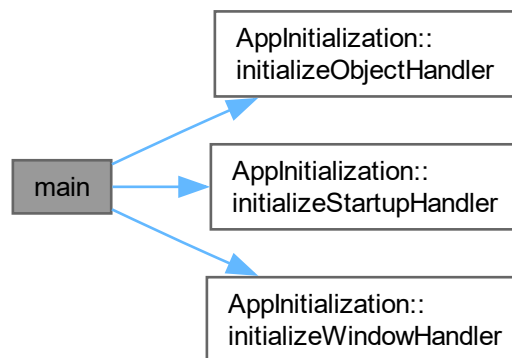 AppInitialization::
initializeObjectHandler
main
AppInitialization::
initializeStartupHandler
AppInitialization::
initializeWindowHandler